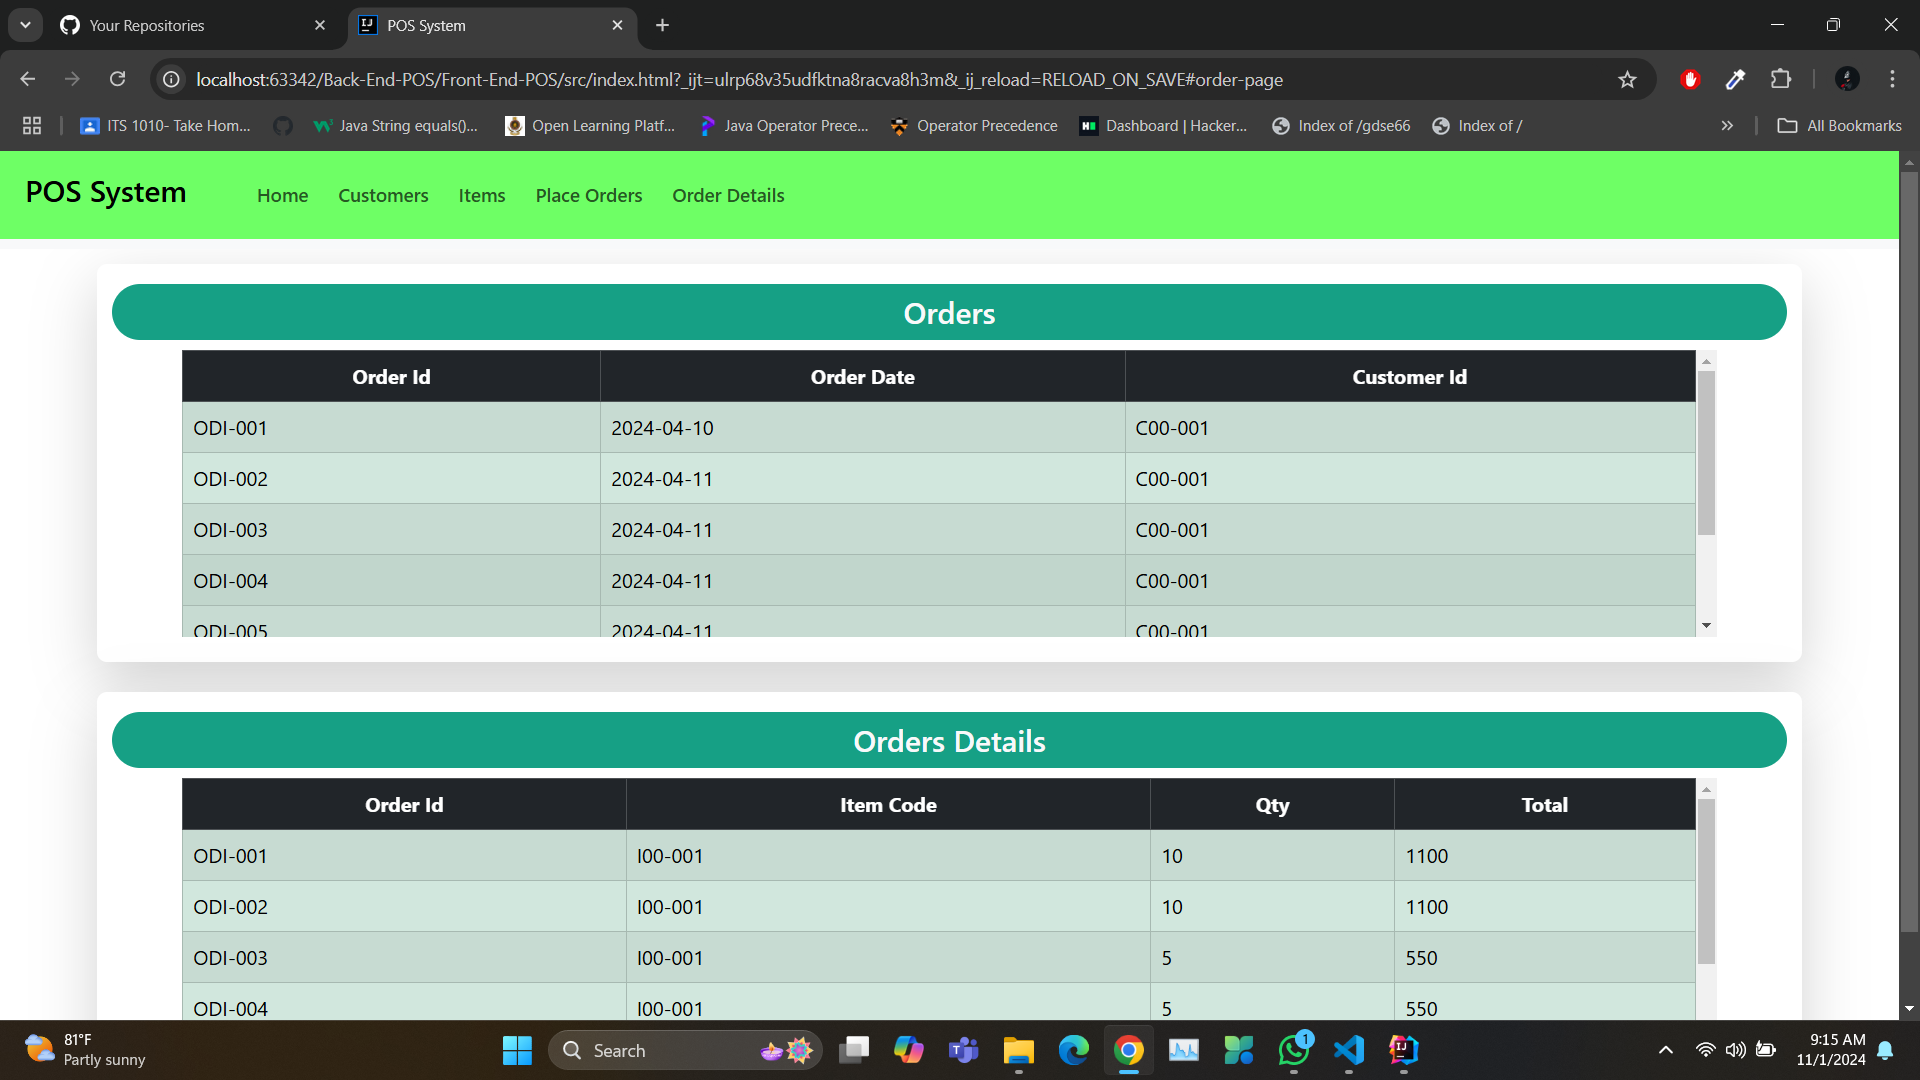 Your Repositories
POS System
localhost:63342/Back-End-POS/Front-End-POS/src/index.html?_ijt=ulrp68v35udfktna8racva8h3m&_ij_reload=RELOAD_ON_SAVE#order-page
ITS 1010- Take Hom... Java String equals()... Open Learning Platf... Java Operator Prece... Operator Precedence Dashboard | Hacker... Index of /gdse66 Index of / All Bookmarks
POS System Home Customers Items Place Orders Order Details
Orders
Order Id Order Date Customer Id
ODI-001 2024-04-10 C00-001
ODI-002 2024-04-11 C00-001
ODI-003 2024-04-11 C00-001
ODI-004 2024-04-11 C00-001
ODI-005 2024-04-11 C00-001
Orders Details
Order Id Item Code Qty Total
ODI-001 I00-001 10 1100
ODI-002 I00-001 10 1100
ODI-003 I00-001 5 550
ODI-004 I00-001 5 550
81°F
Partly sunny
Search
1
9:15 AM
11/1/2024